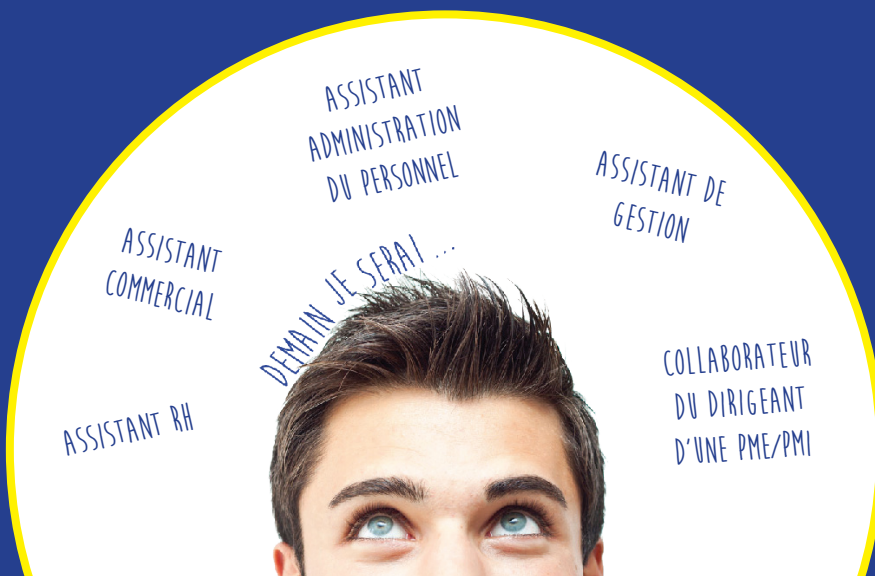 ASSISTANT
ADMINISTRATION
DU PERSONNEL
ASSISTANT DE
GESTION
ASSISTANT
COMMERCIAL
DEMAIN JE SERAI ...
COLLABORATEUR
DU DIRIGEANT
D'UNE PME/PMI
ASSISTANT RH